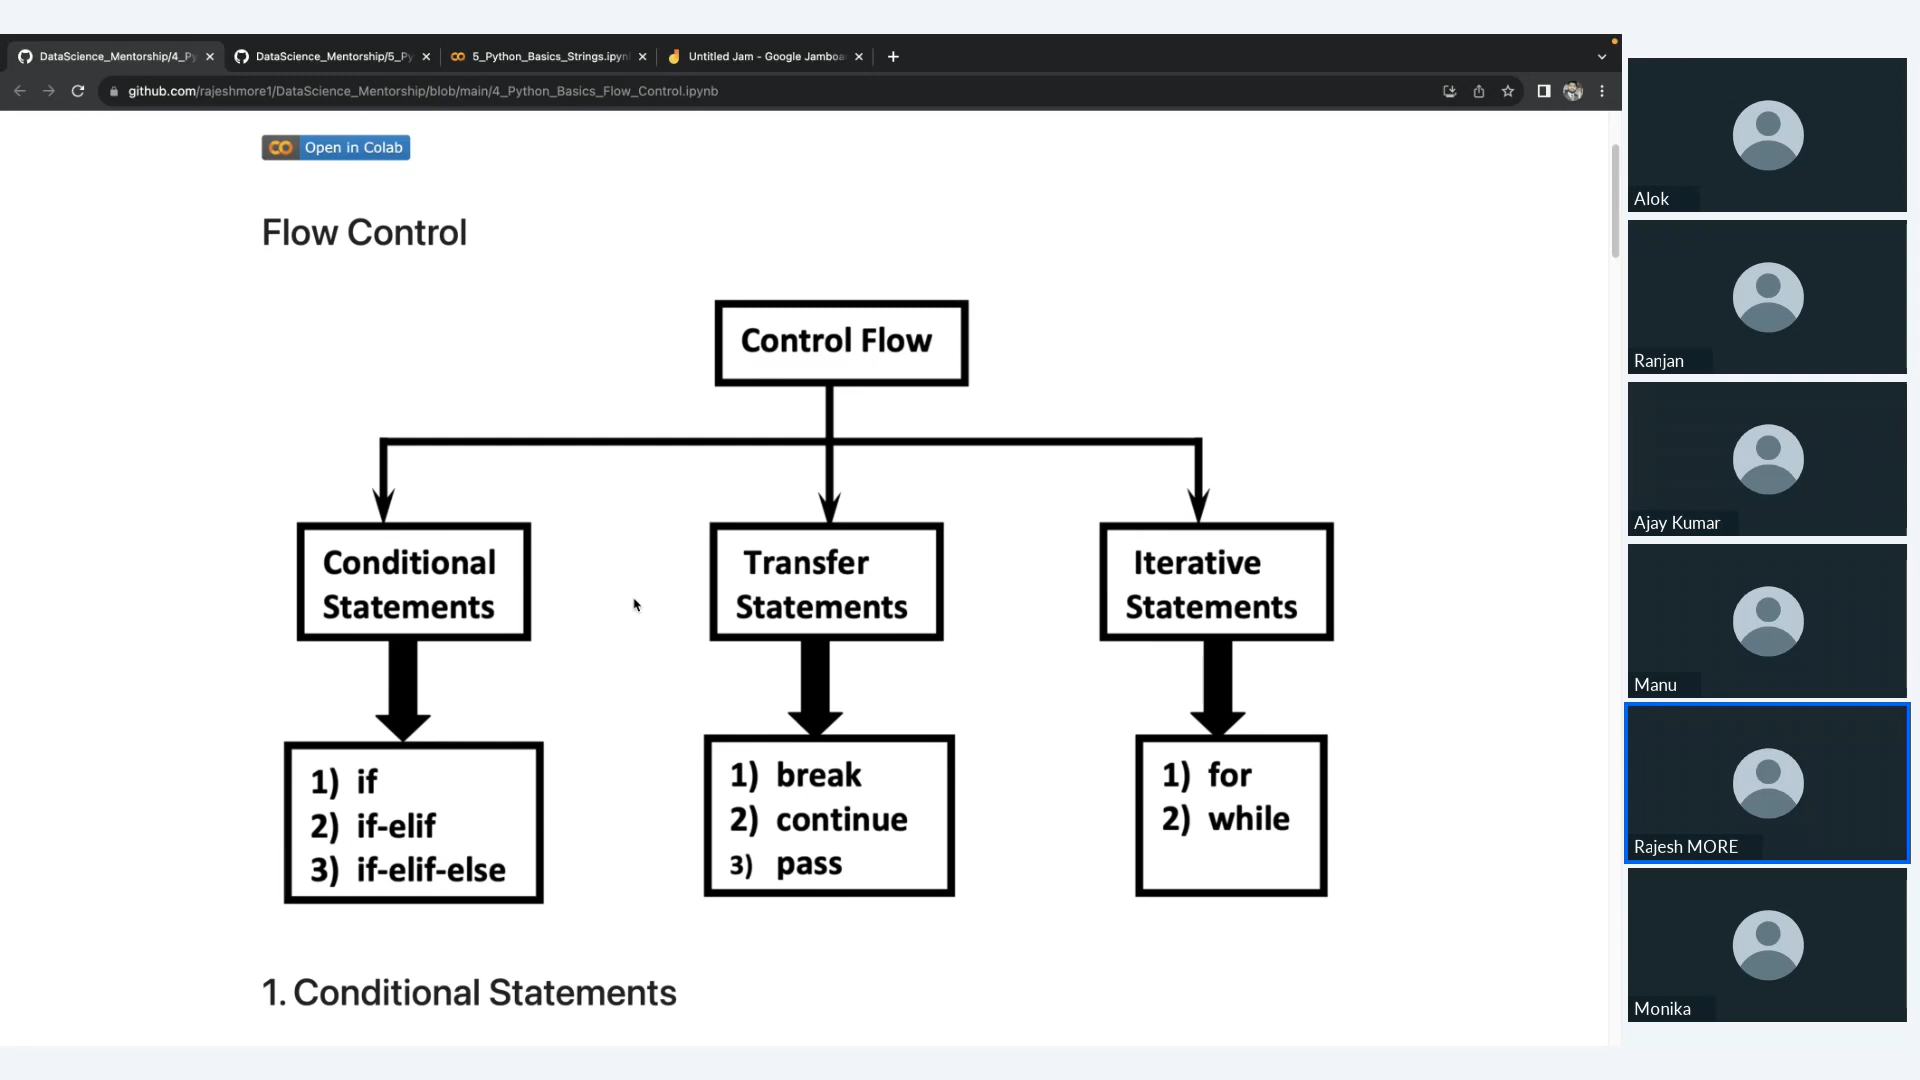 DataScience_Mentorship/4_Py
DataScience_Mentorship/5_Py
5_Python_Basics_Strings.ipyn
Untitled Jam - Google Jamboa
github.com/rajeshmore1/DataScience_Mentorship/blob/main/4_Python_Basics_Flow_Control.ipynb
Open in Colab
Flow Control
Control Flow
Conditional
Statements
Transfer
Statements
Iterative
Statements
1) if
2) if-elif
3) if-elif-else
1) break
2) continue
3) pass
1) for
2) while
1. Conditional Statements
Alok
Ranjan
Ajay Kumar
Manu
Rajesh MORE
Monika